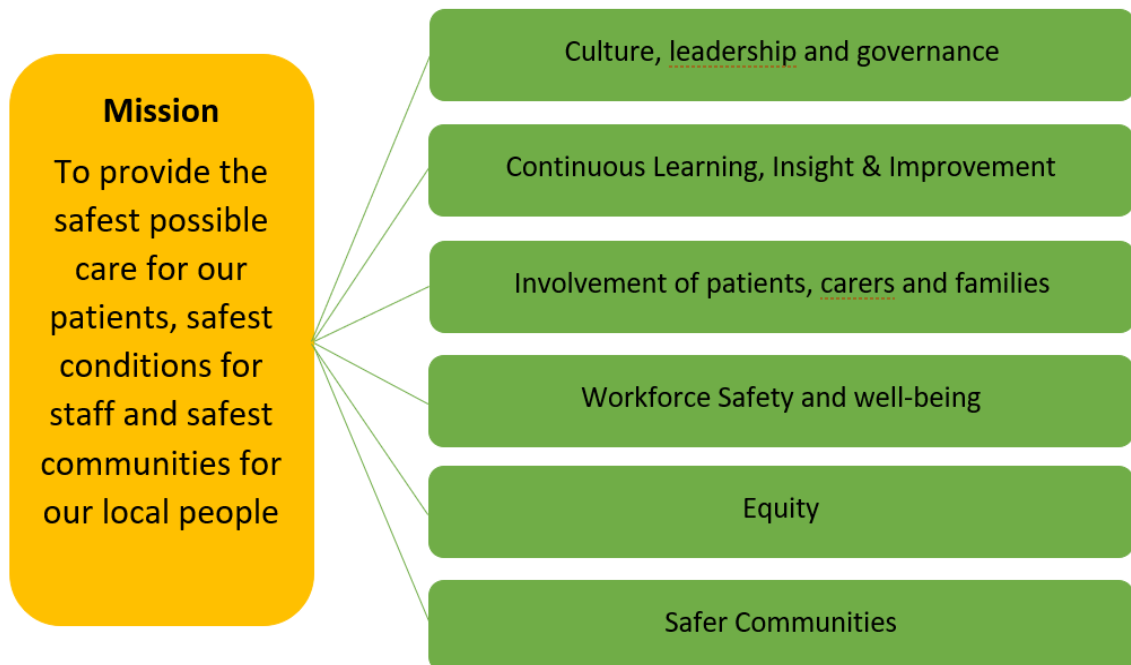 Mission
To provide the
safest possible
care for our
patients, safest
conditions for
staff and safest
communities for
our local people
Culture, leadership and governance
Continuous Learning, Insight & Improvement
Involvement of patients, carers and families
Workforce Safety and well-being
Equity
Safer Communities